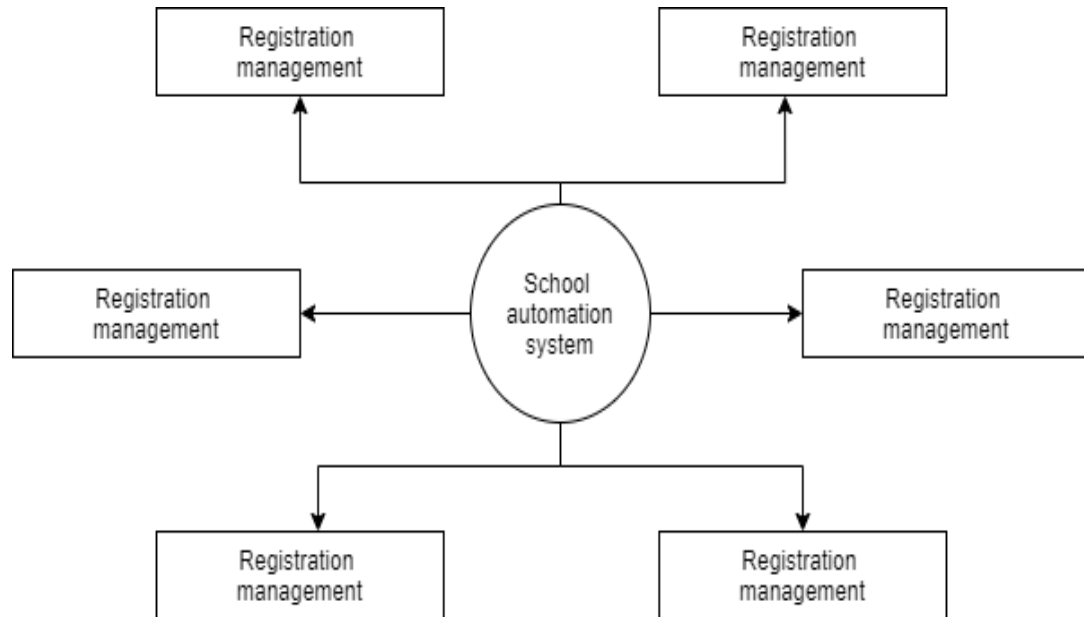 Registration
management
Registration
management
Registration
management
School
automation
system
Registration
management
Registration
management
Registration
management